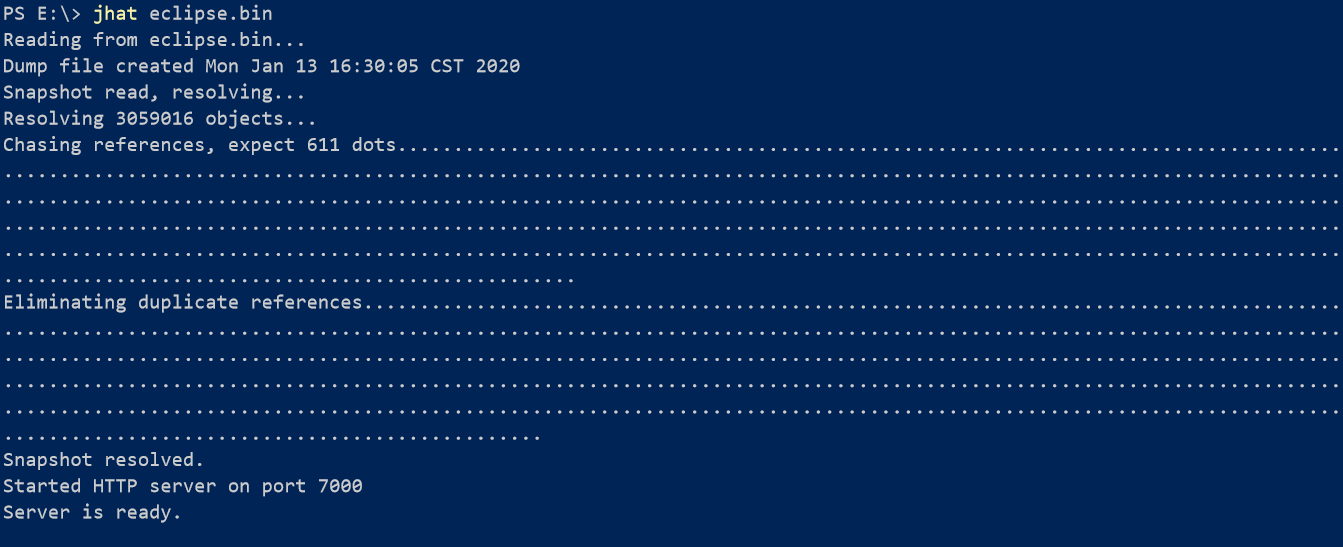 PS E:\> jhat eclipse.bin
Reading from eclipse.bin...
Dump file created Mon Jan 13 16:30:05 CST 2020
Snapshot read, resolving...
Resolving 3059016 objects...
Chasing references, expect 611 dots....................................................................................
.......................................................................................................................
.......................................................................................................................
.......................................................................................................................
.......................................................................................................................
...................................................
Eliminating duplicate references.......................................................................................
.......................................................................................................................
.......................................................................................................................
.......................................................................................................................
.......................................................................................................................
................................................
Snapshot resolved.
Started HTTP server on port 7000
Server is ready.